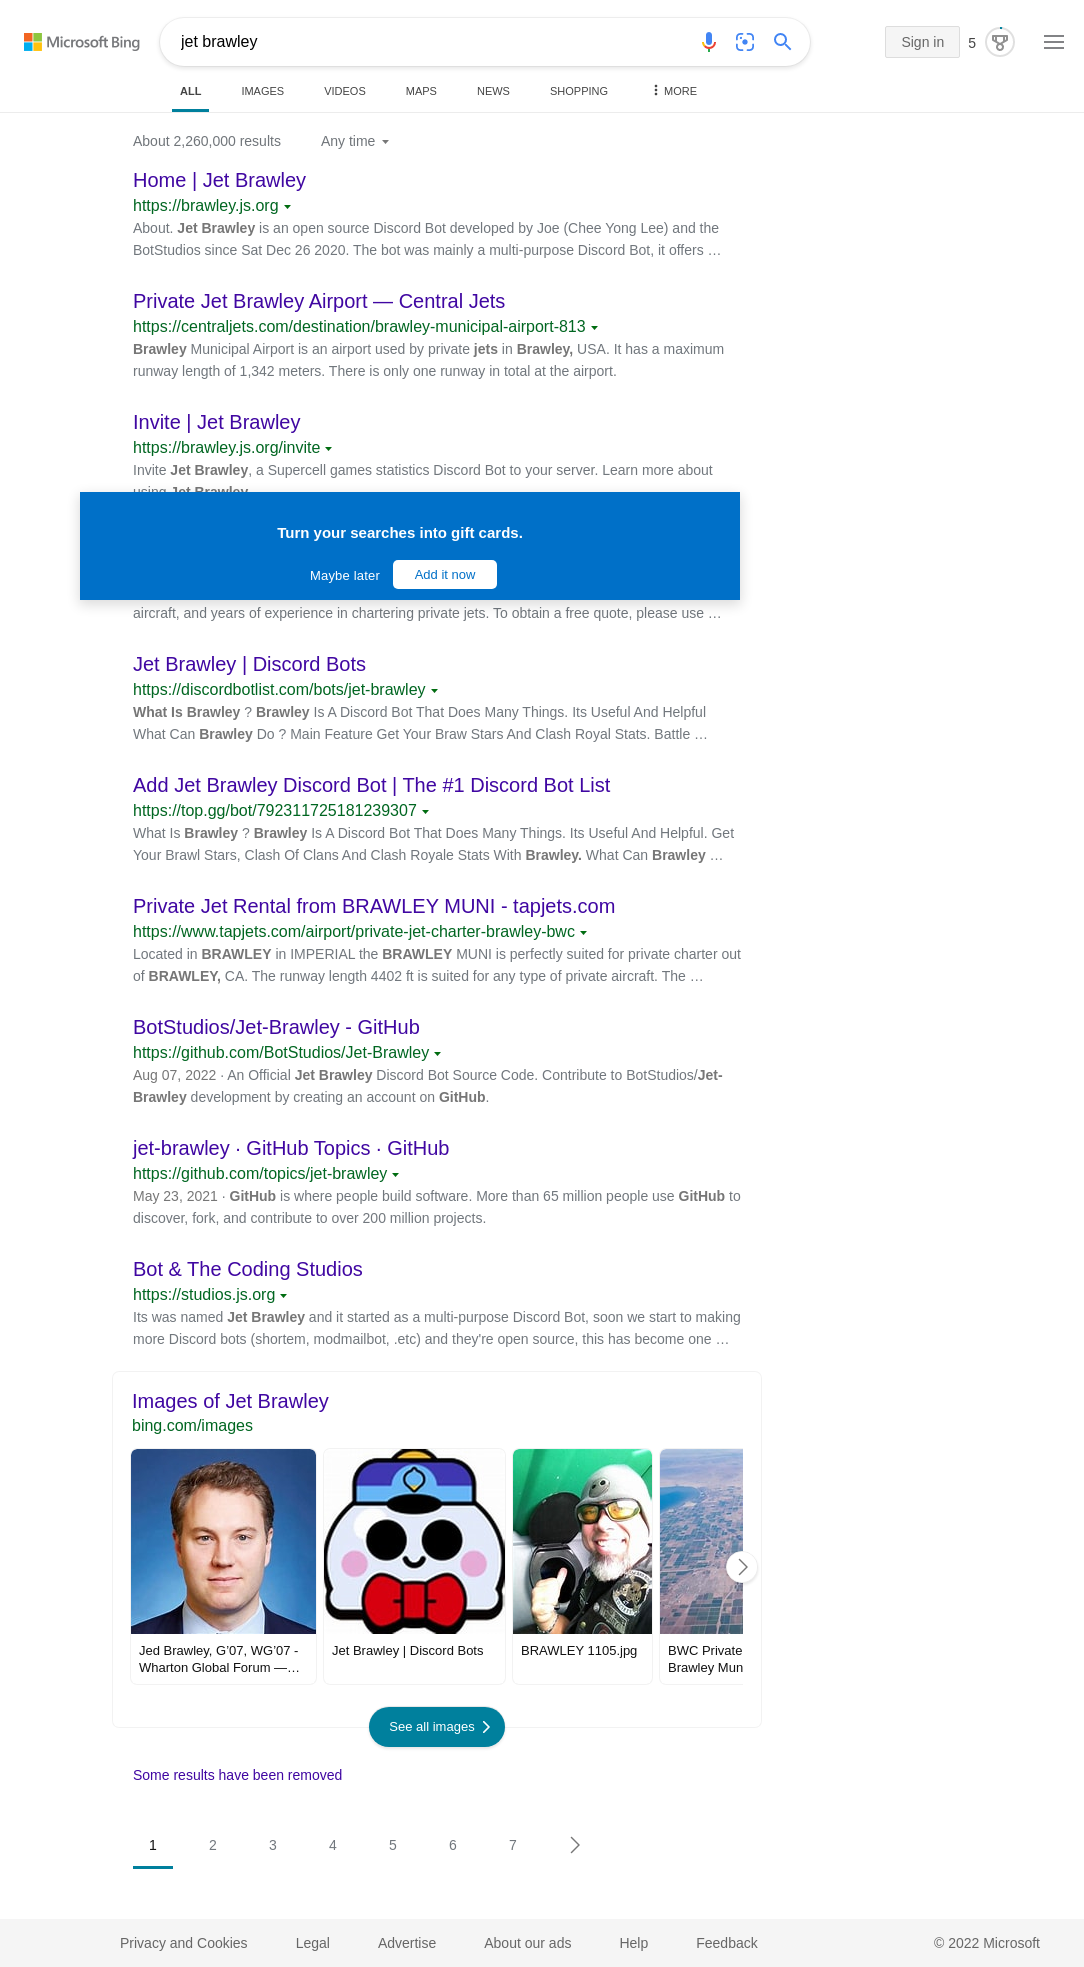 Microsoft Bing
jet brawley
Sign in
5
ALL IMAGES VIDEOS MAPS NEWS SHOPPING MORE
About 2,260,000 results Any time
Home | Jet Brawley
https://brawley.js.org
About. Jet Brawley is an open source Discord Bot developed by Joe (Chee Yong Lee) and the
BotStudios since Sat Dec 26 2020. The bot was mainly a multi-purpose Discord Bot, it offers …
Private Jet Brawley Airport — Central Jets
https://centraljets.com/destination/brawley-municipal-airport-813
Brawley Municipal Airport is an airport used by private jets in Brawley, USA. It has a maximum
runway length of 1,342 meters. There is only one runway in total at the airport.
Invite | Jet Brawley
https://brawley.js.org/invite
Invite Jet Brawley, a Supercell games statistics Discord Bot to your server. Learn more about
using Jet Brawley
Turn your searches into gift cards.
Maybe later Add it now
aircraft, and years of experience in chartering private jets. To obtain a free quote, please use …
Jet Brawley | Discord Bots
https://discordbotlist.com/bots/jet-brawley
What Is Brawley ? Brawley Is A Discord Bot That Does Many Things. Its Useful And Helpful
What Can Brawley Do ? Main Feature Get Your Braw Stars And Clash Royal Stats. Battle …
Add Jet Brawley Discord Bot | The #1 Discord Bot List
https://top.gg/bot/792311725181239307
What Is Brawley ? Brawley Is A Discord Bot That Does Many Things. Its Useful And Helpful. Get
Your Brawl Stars, Clash Of Clans And Clash Royale Stats With Brawley. What Can Brawley …
Private Jet Rental from BRAWLEY MUNI - tapjets.com
https://www.tapjets.com/airport/private-jet-charter-brawley-bwc
Located in BRAWLEY in IMPERIAL the BRAWLEY MUNI is perfectly suited for private charter out
of BRAWLEY, CA. The runway length 4402 ft is suited for any type of private aircraft. The …
BotStudios/Jet-Brawley - GitHub
https://github.com/BotStudios/Jet-Brawley
Aug 07, 2022 · An Official Jet Brawley Discord Bot Source Code. Contribute to BotStudios/Jet-
Brawley development by creating an account on GitHub.
jet-brawley · GitHub Topics · GitHub
https://github.com/topics/jet-brawley
May 23, 2021 · GitHub is where people build software. More than 65 million people use GitHub to
discover, fork, and contribute to over 200 million projects.
Bot & The Coding Studios
https://studios.js.org
Its was named Jet Brawley and it started as a multi-purpose Discord Bot, soon we start to making
more Discord bots (shortem, modmailbot, .etc) and they're open source, this has become one …
Images of Jet Brawley
bing.com/images
Jed Brawley, G'07, WG'07 -
Wharton Global Forum —…
Jet Brawley | Discord Bots
BRAWLEY 1105.jpg
BWC Private
Brawley Mun
See all images
Some results have been removed
1 2 3 4 5 6 7
Privacy and Cookies Legal Advertise About our ads Help Feedback © 2022 Microsoft